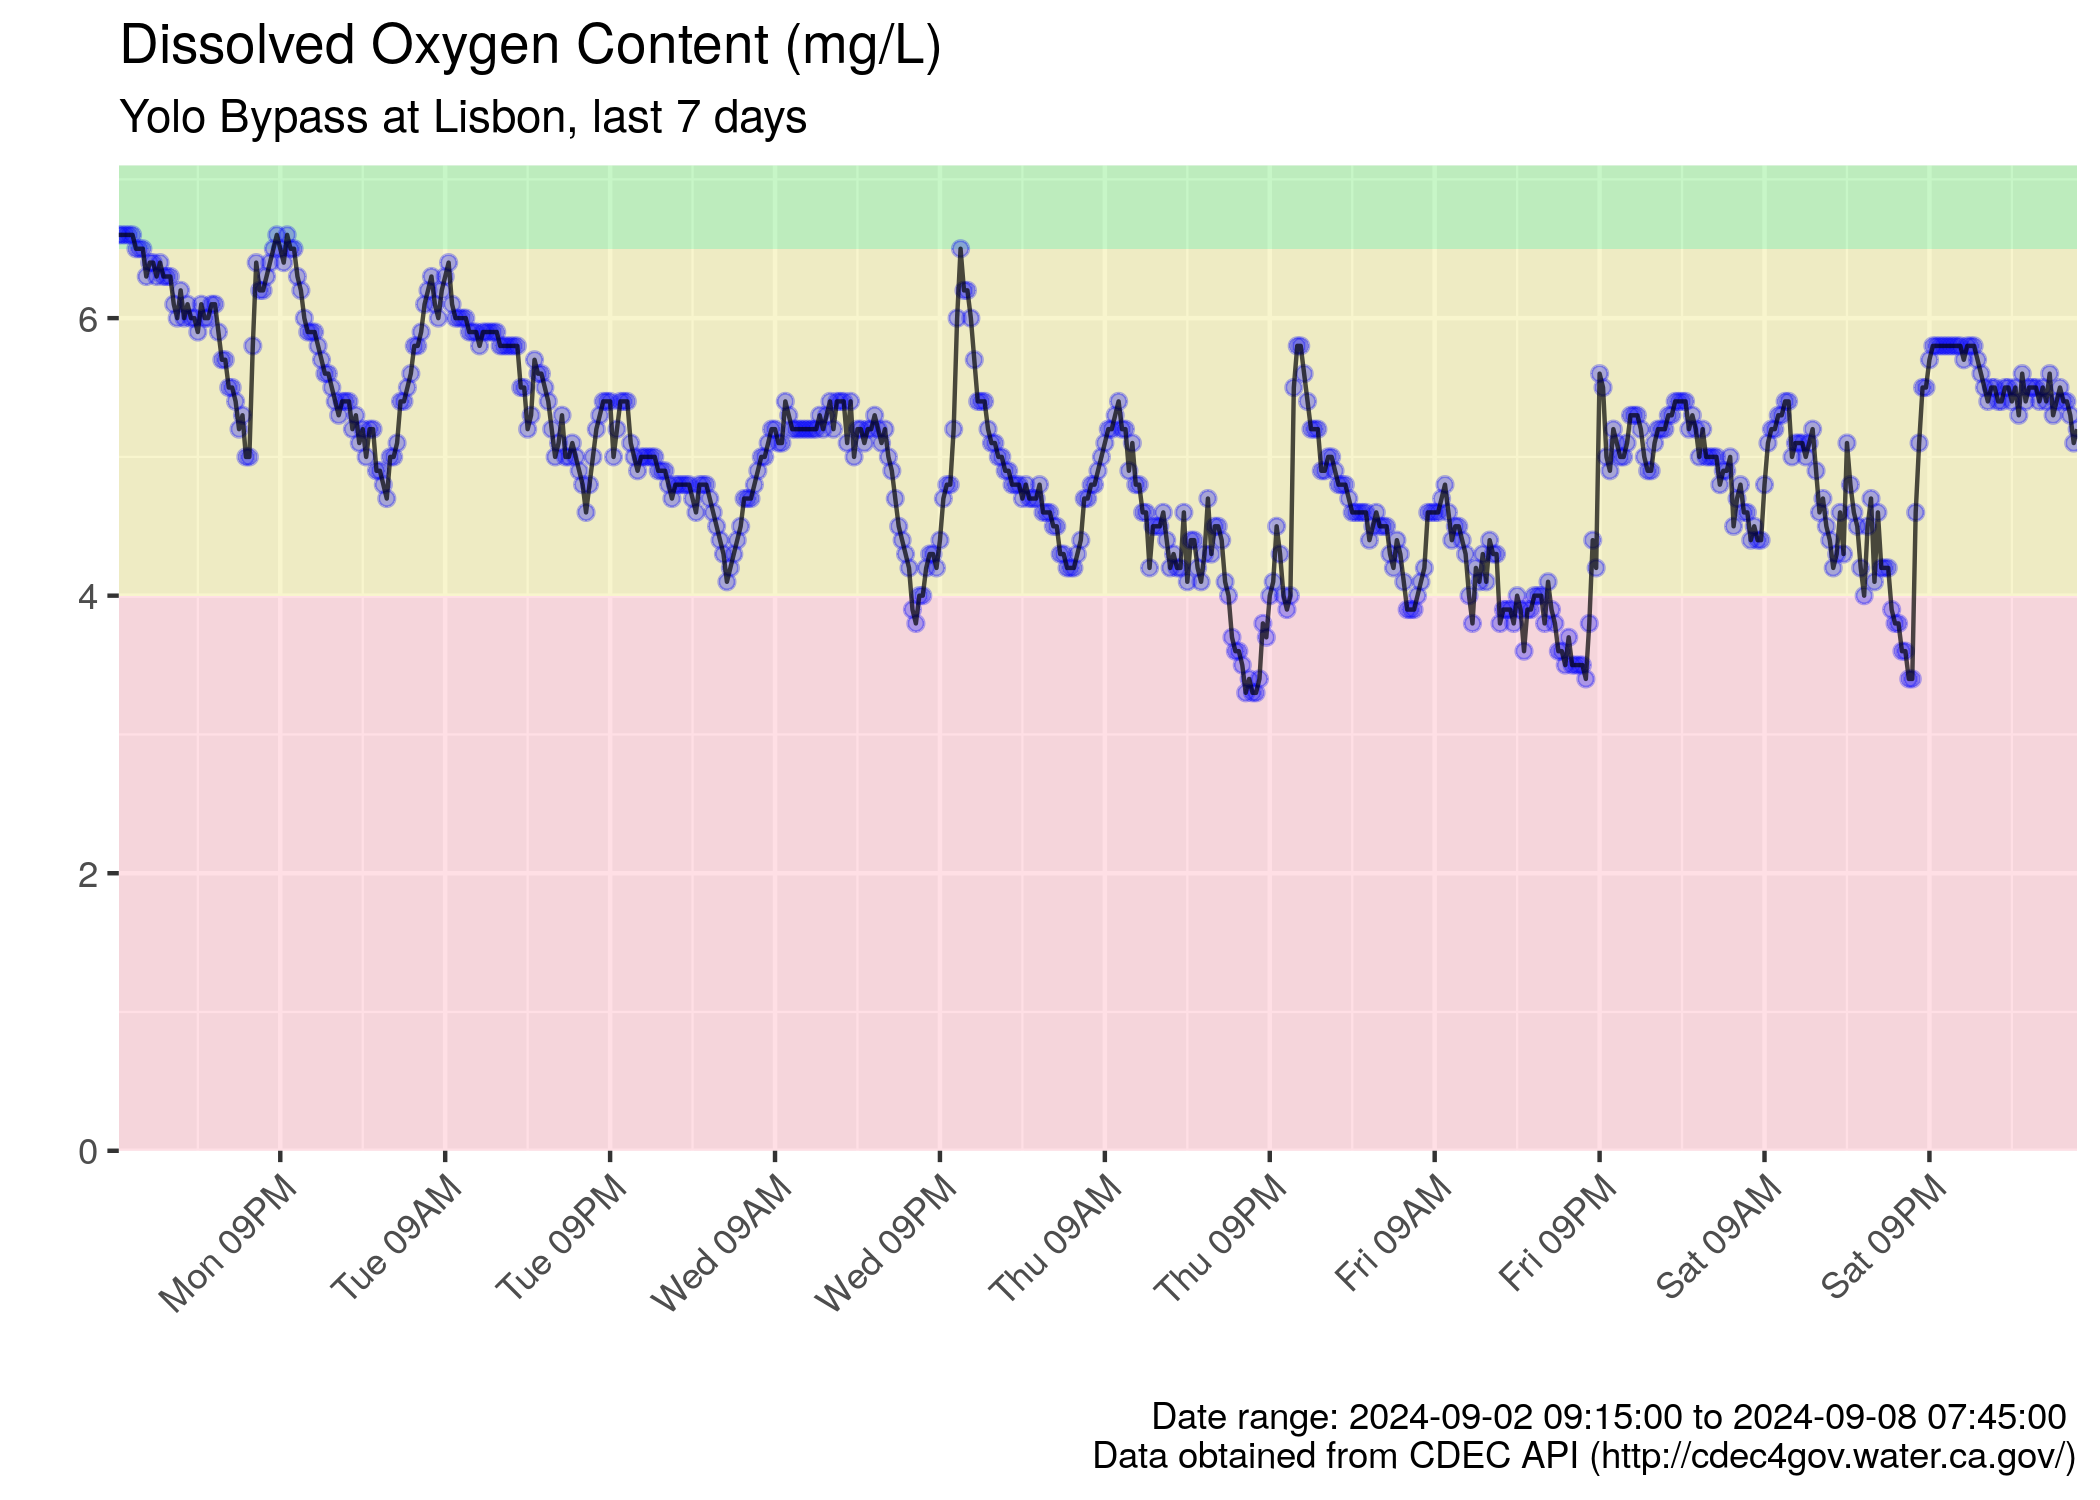 Dissolved Oxygen Content (mg/L)
Yolo Bypass at Lisbon, last 7 days
6
4
2
0
Mon 09PM
Tue 09AM
Tue 09PM
Wed 09AM
Wed 09PM
Thu 09AM
Thu 09PM
Fri 09AM
Fri 09PM
Sat 09AM
Sat 09PM
Date range: 2024-09-02 09:15:00 to 2024-09-08 07:45:00
Data obtained from CDEC API (http://cdec4gov.water.ca.gov/)